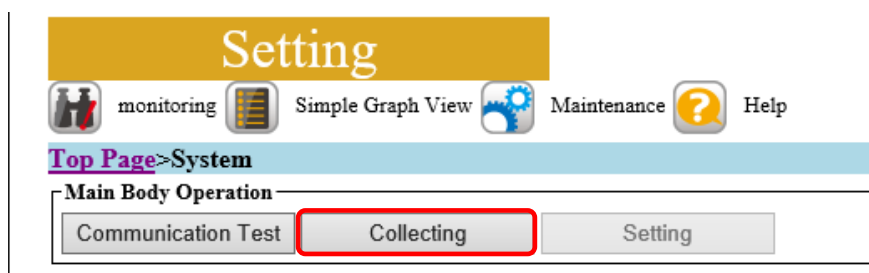 Setting
monitoring Simple Graph View Maintenance Help
Top Page>System
Main Body Operation
Communication Test Collecting Setting